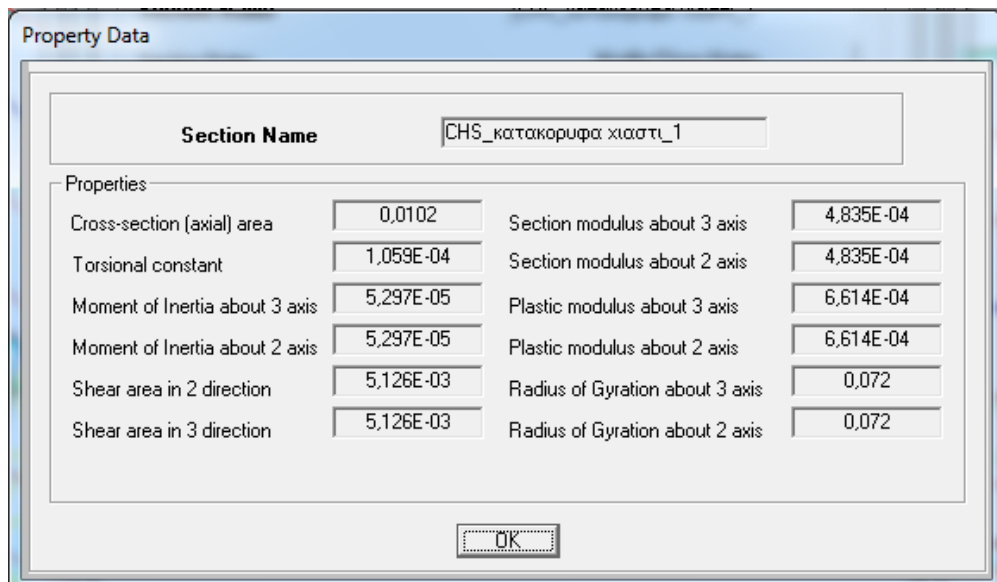 Property Data
Section Name CHS_κατακορυφα χιαστι_1
Properties
Cross-section (axial) area 0,0102 Section modulus about 3 axis 4,835E-04
Torsional constant 1,059E-04 Section modulus about 2 axis 4,835E-04
Moment of Inertia about 3 axis 5,297E-05 Plastic modulus about 3 axis 6,614E-04
Moment of Inertia about 2 axis 5,297E-05 Plastic modulus about 2 axis 6,614E-04
Shear area in 2 direction 5,126E-03 Radius of Gyration about 3 axis 0,072
Shear area in 3 direction 5,126E-03 Radius of Gyration about 2 axis 0,072
OK